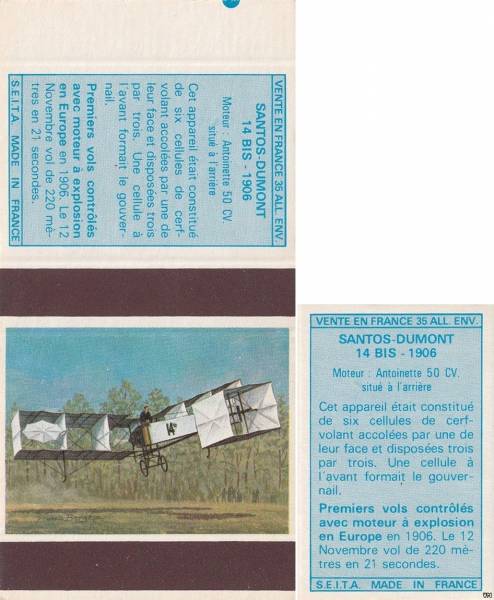 VENTE EN FRANCE 35 ALL. ENV.
SANTOS-DUMONT
14 BIS - 1906
Moteur : Antoinette 50 CV.
situé à l'arrière
Cet appareil était constitué
de six cellules de cerf-
volant accolées par une de
leur face et disposées trois
par trois. Une cellule à
l'avant formait le gouver-
nail.
Premiers vols contrôlés
avec moteur à explosion
en Europe en 1906. Le 12
Novembre vol de 220 mè-
tres en 21 secondes.
S.E.I.T.A. MADE IN FRANCE
14
VENTE EN FRANCE 35 ALL. ENV.
SANTOS-DUMONT
14 BIS - 1906
Moteur : Antoinette 50 CV.
situé à l'arrière
Cet appareil était constitué
de six cellules de cerf-
volant accolées par une de
leur face et disposées trois
par trois. Une cellule à
l'avant formait le gouver-
nail.
Premiers vols contrôlés
avec moteur à explosion
en Europe en 1906. Le 12
Novembre vol de 220 mè-
tres en 21 secondes.
S.E.I.T.A. MADE IN FRANCE